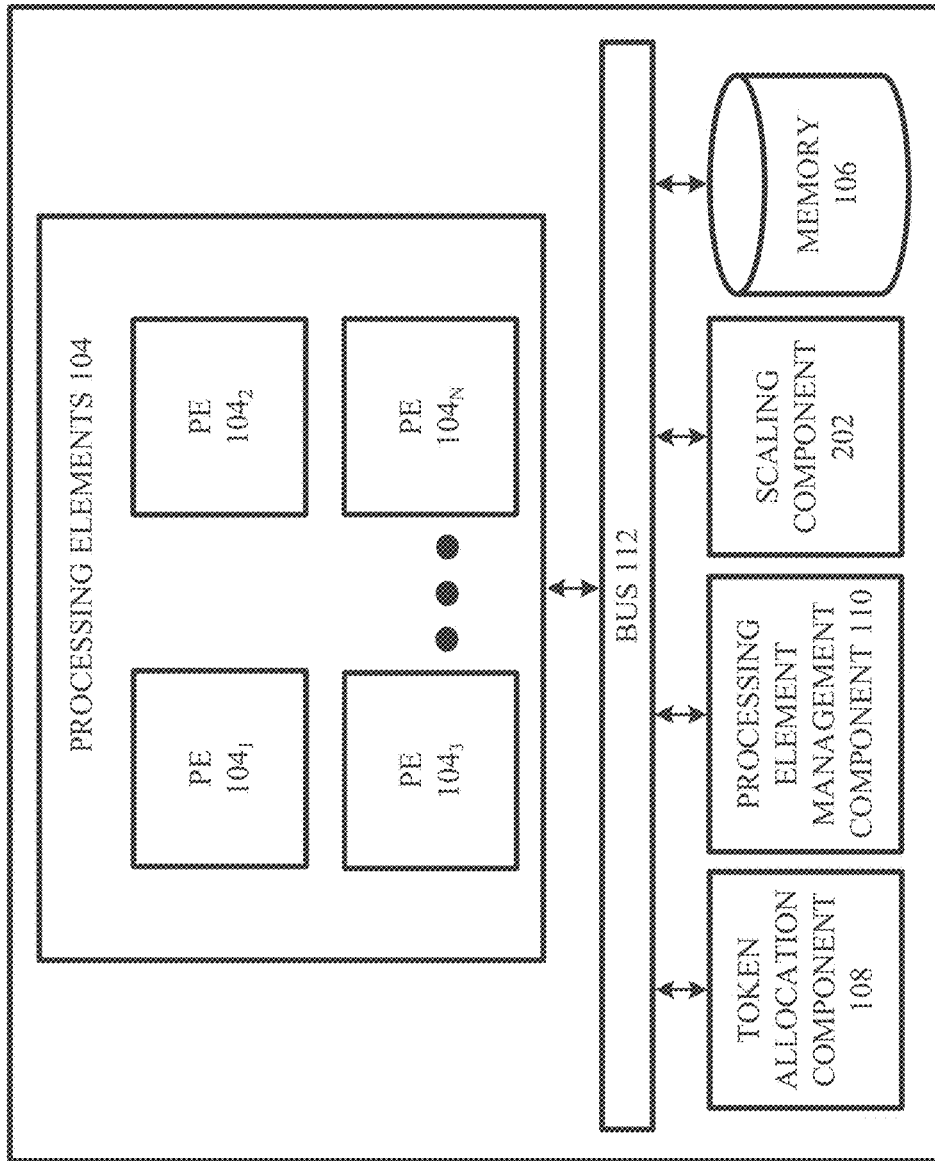 PROCESSING ELEMENTS 104
PE
104₁
PE
104₂
PE
104₃
PE
104N
BUS 112
TOKEN
ALLOCATION
COMPONENT
108
PROCESSING
ELEMENT
MANAGEMENT
COMPONENT 110
SCALING
COMPONENT
202
MEMORY
106